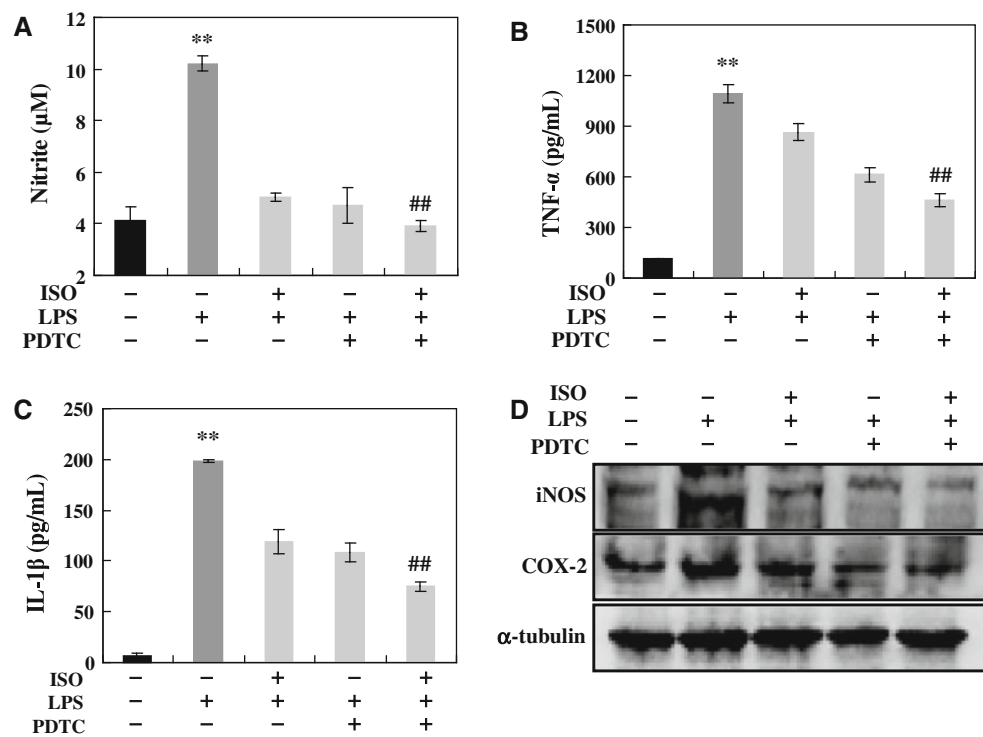 A
Nitrite (µM)
12
10
8
6
4
2
**
##
ISO − − + − +
LPS − + + + +
PDTC − − − + +
B
TNF-α (pg/mL)
1500
1200
900
600
300
0
**
##
ISO − − + − +
LPS − + + + +
PDTC − − − + +
C
IL-1β (pg/mL)
250
200
150
100
50
0
**
##
ISO − − + − +
LPS − + + + +
PDTC − − − + +
D
ISO − − + − +
LPS − + + + +
PDTC − − − + +
iNOS
COX-2
α-tubulin